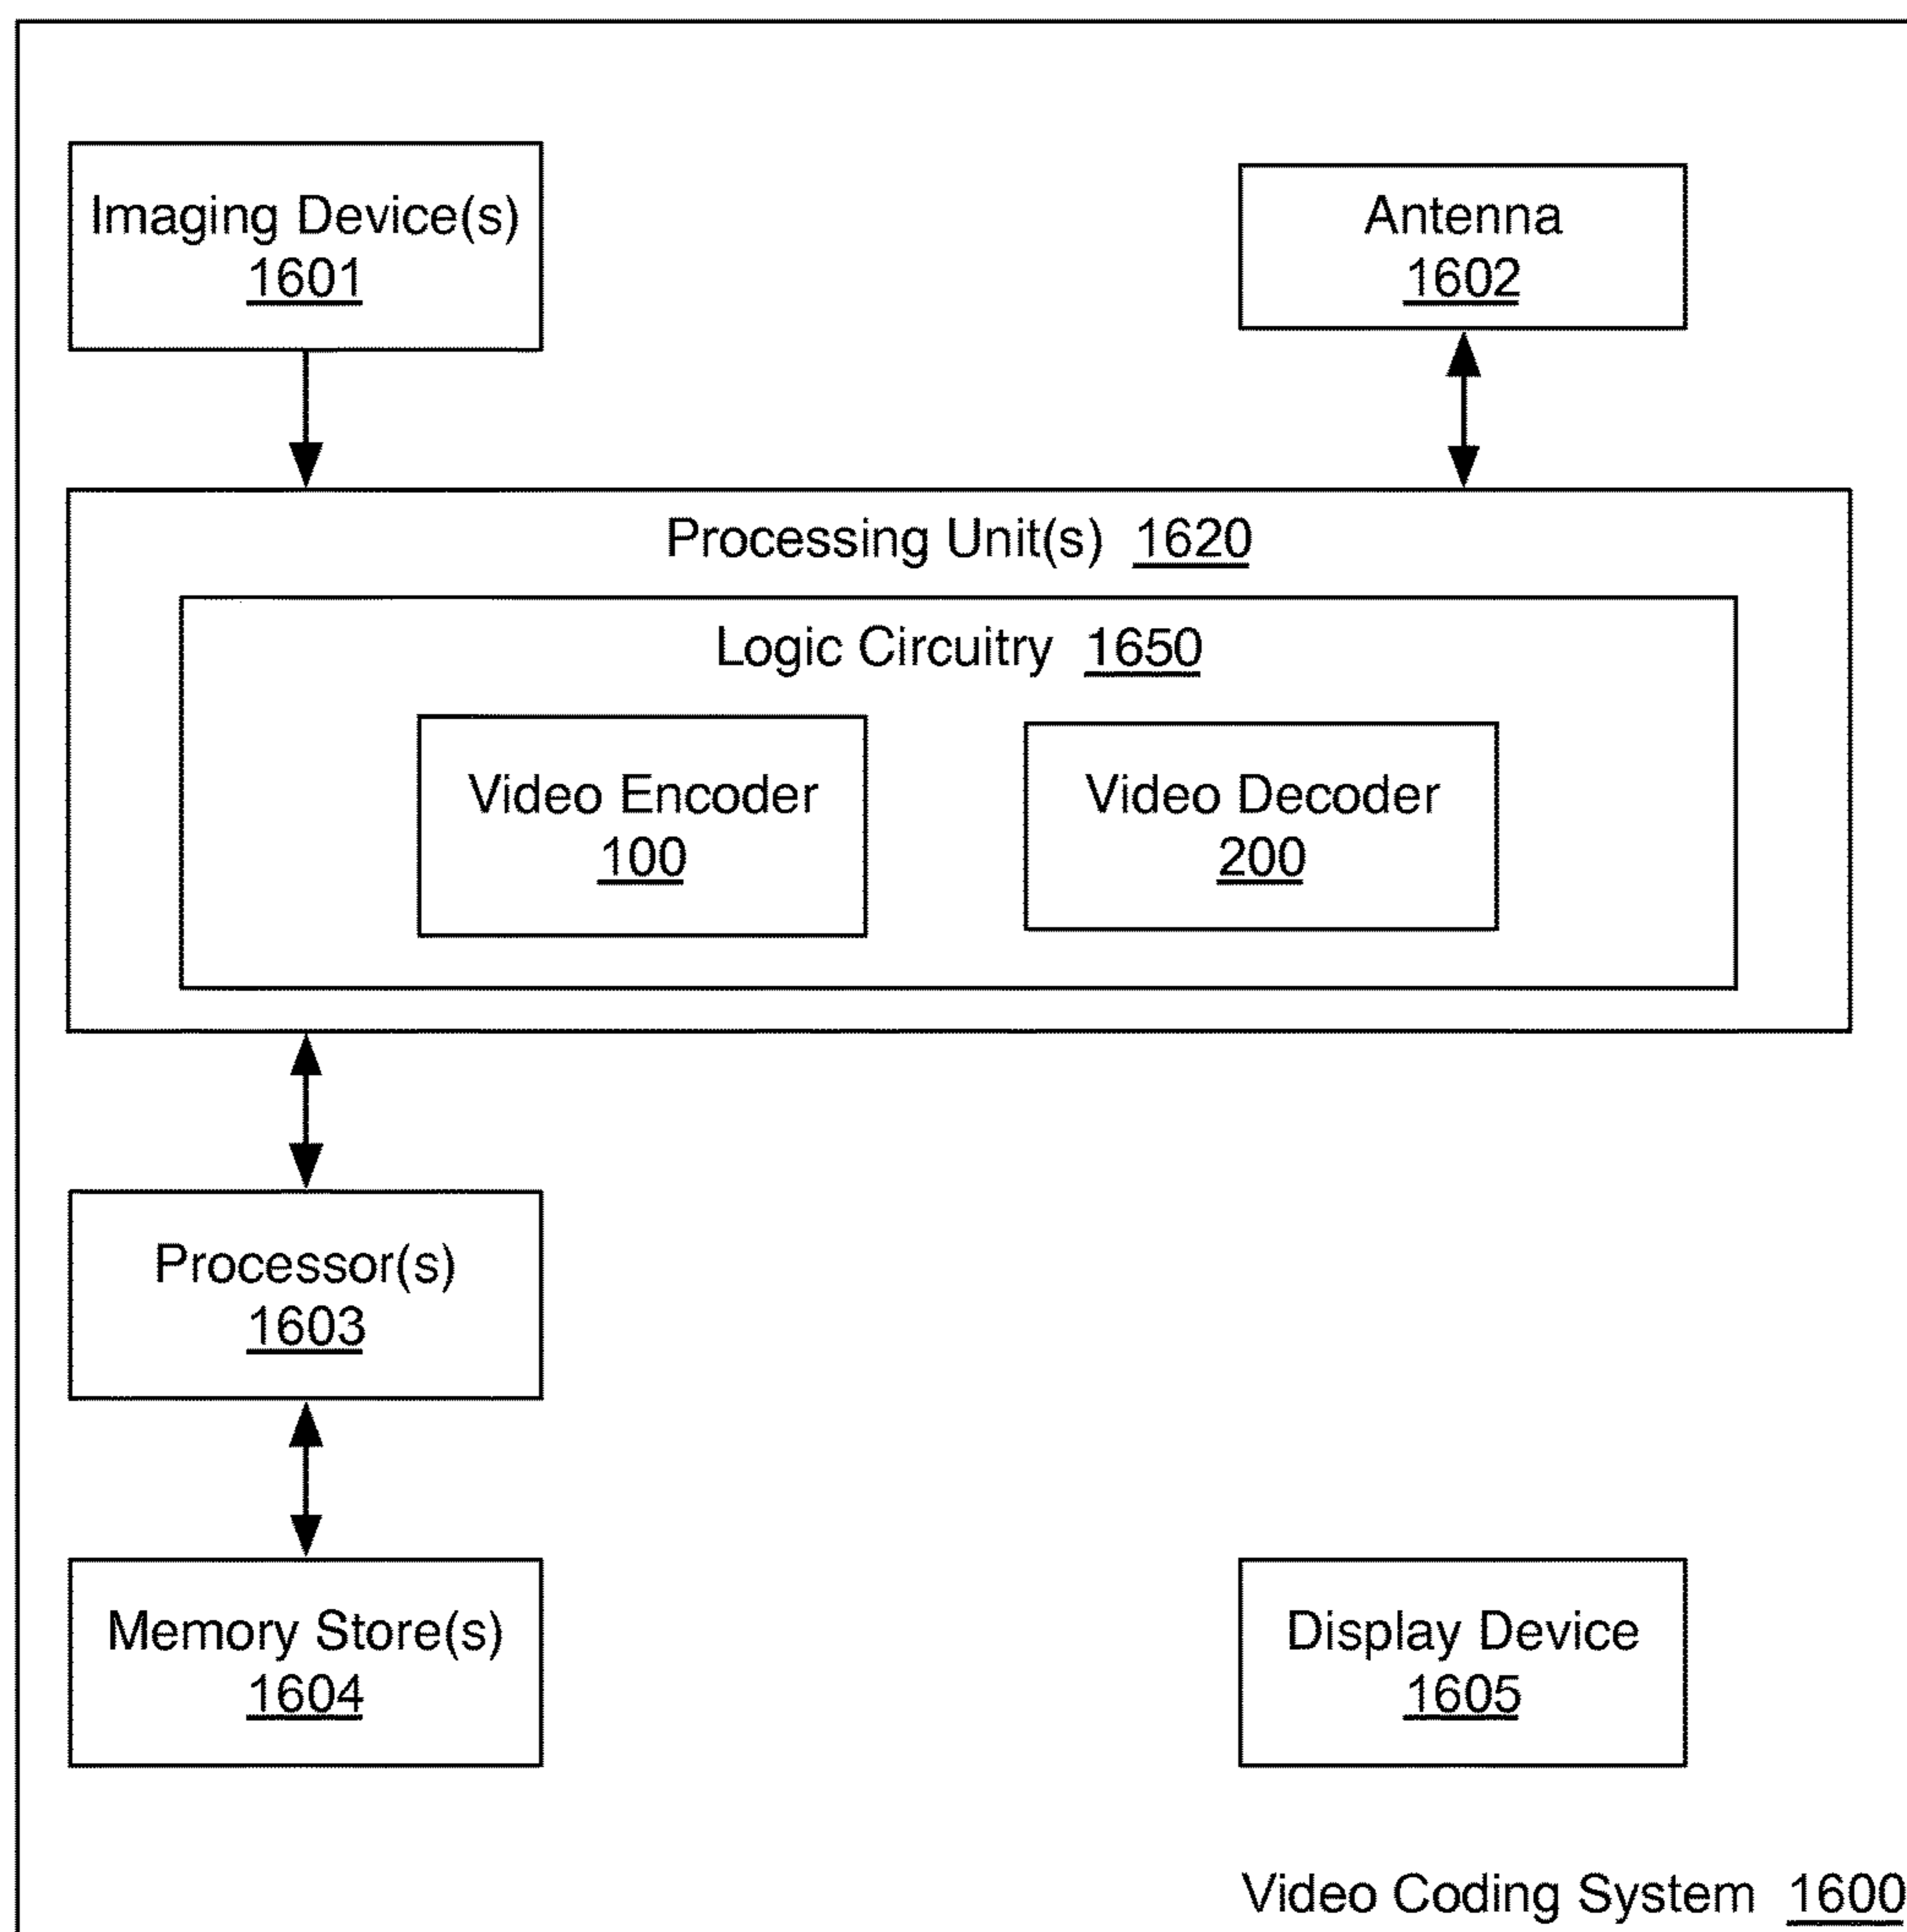 Imaging Device(s)
1601
Antenna
1602
Processing Unit(s) 1620
Logic Circuitry 1650
Video Encoder
100
Video Decoder
200
Processor(s)
1603
Memory Store(s)
1604
Display Device
1605
Video Coding System 1600